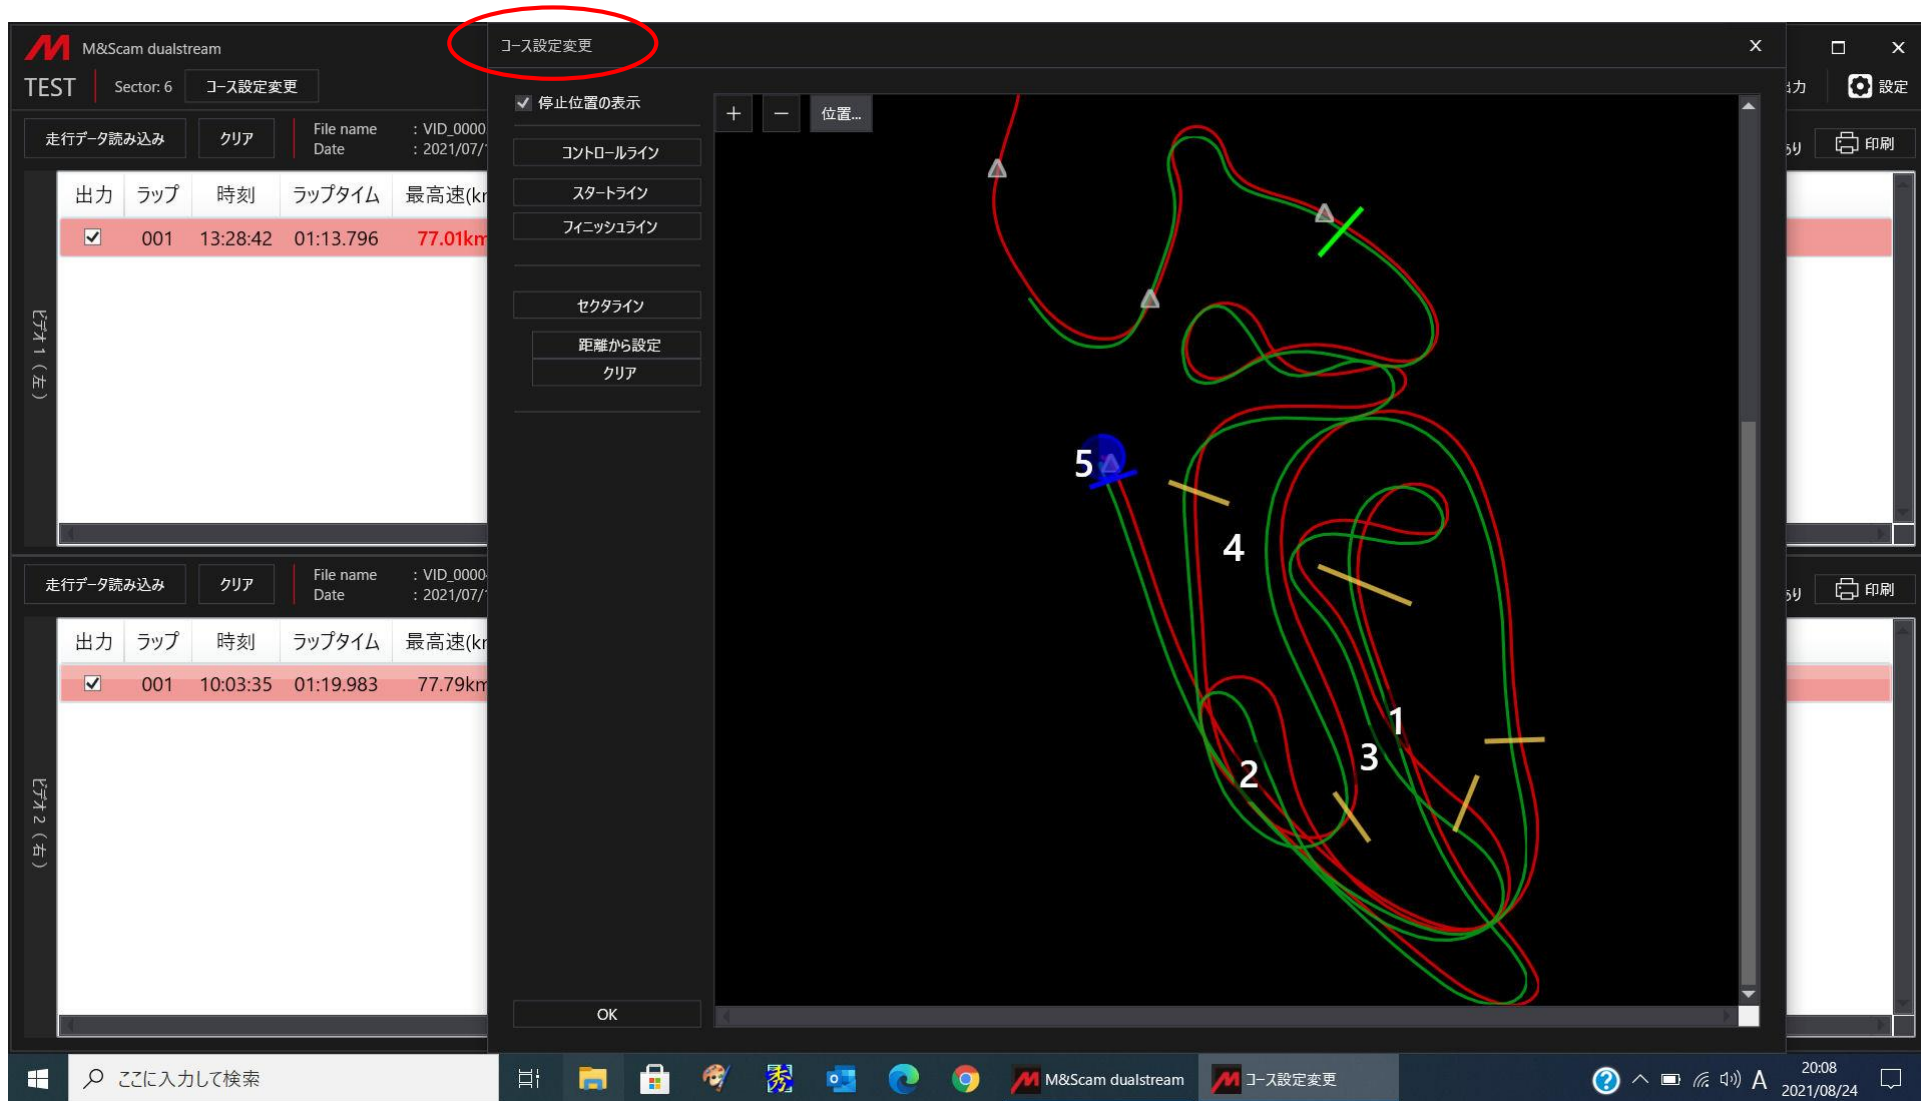 M&Scam dualstream
コース設定変更
TEST
Sector: 6
コース設定変更
設定
走行データ読み込み
クリア
File name : VID_0000
Date : 2021/07/
印刷
出力 ラップ 時刻 ラップタイム 最高速(k
001 13:28:42 01:13.796 77.01km
ビデオ 1 (左)
走行データ読み込み
クリア
File name : VID_0000
Date : 2021/07/
印刷
出力 ラップ 時刻 ラップタイム 最高速(k
001 10:03:35 01:19.983 77.79km
ビデオ 2 (右)
停止位置の表示
コントロールライン
スタートライン
フィニッシュライン
セクタライン
距離から設定
クリア
OK
+
−
位置...
5
4
1
3
2
ここに入力して検索
M&Scam dualstream
コース設定変更
A
20:08
2021/08/24